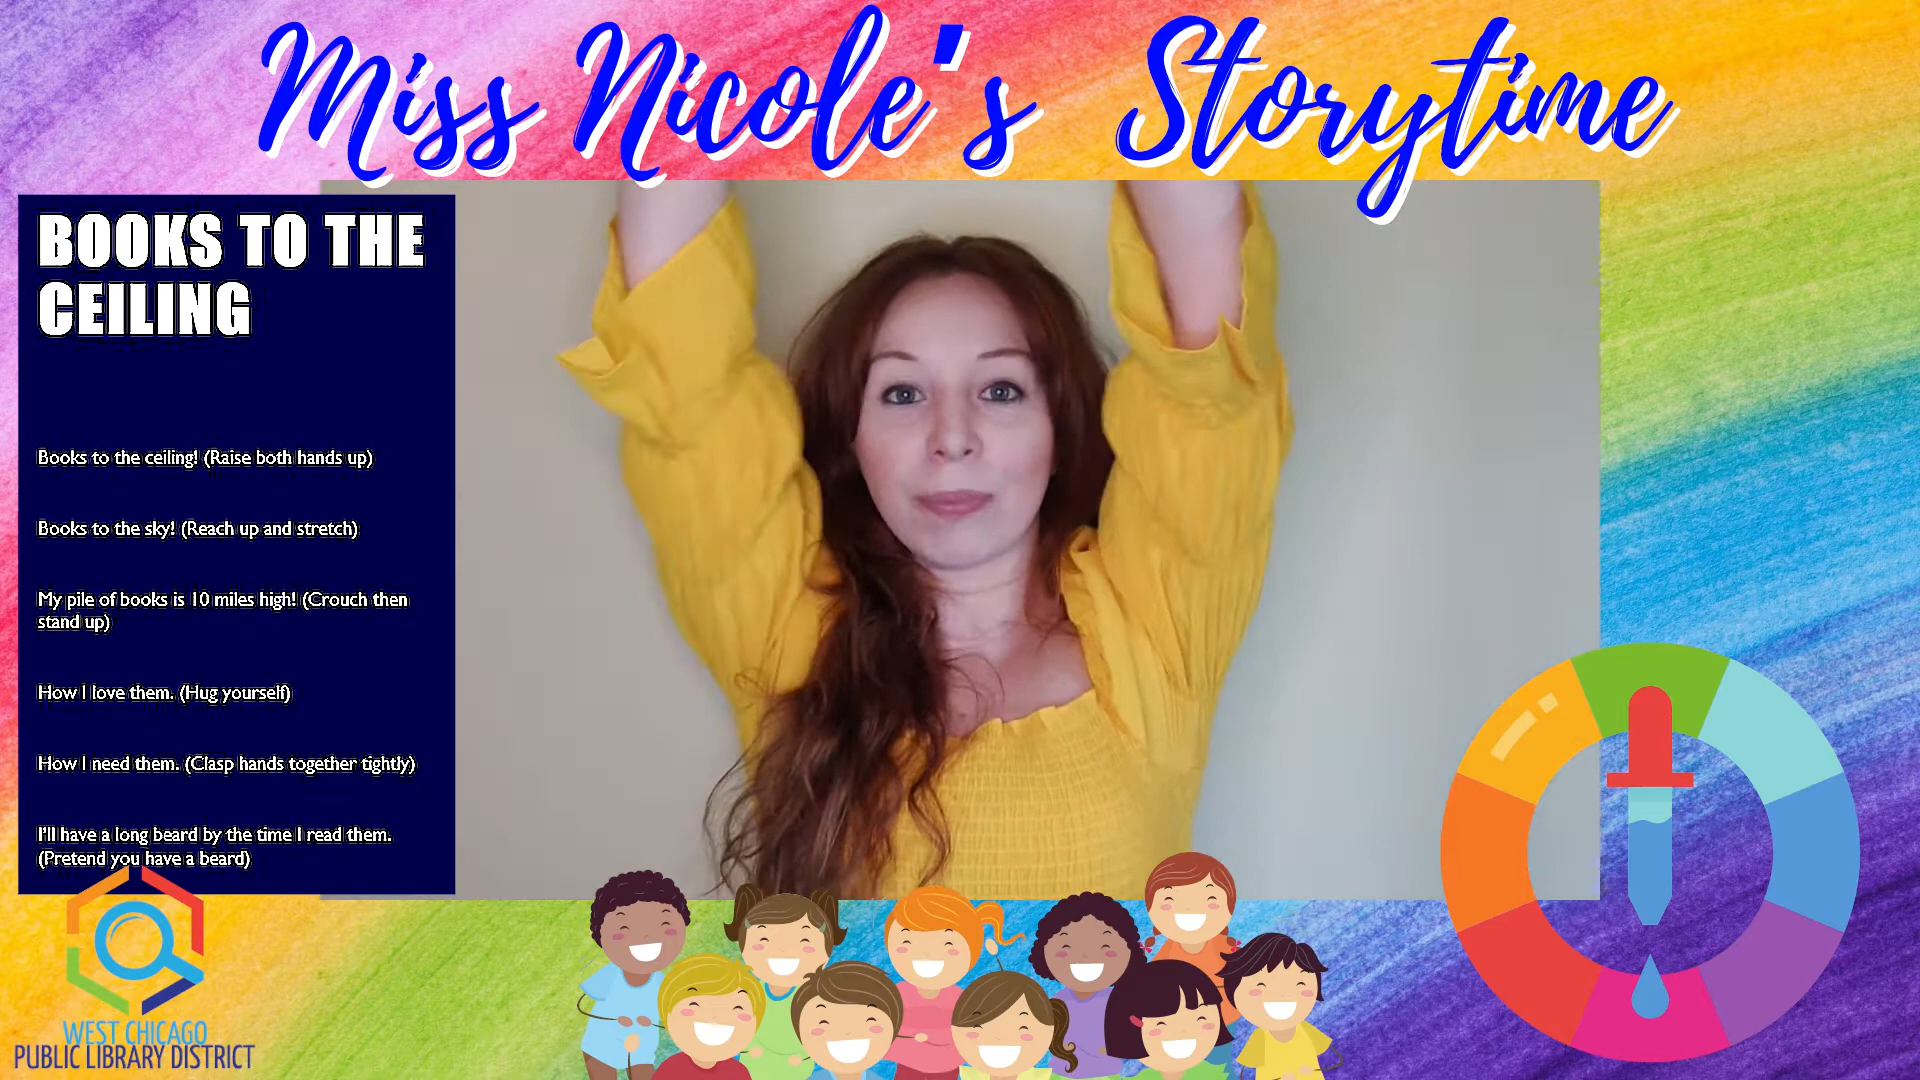 Miss Nicole's Storytime
BOOKS TO THE
CEILING
Books to the ceiling! (Raise both hands up)
Books to the sky! (Reach up and stretch)
My pile of books is 10 miles high! (Crouch then
stand up)
How I love them. (Hug yourself)
How I need them. (Clasp hands together tightly)
I'll have a long beard by the time I read them.
(Pretend you have a beard)
WEST CHICAGO
PUBLIC LIBRARY DISTRICT